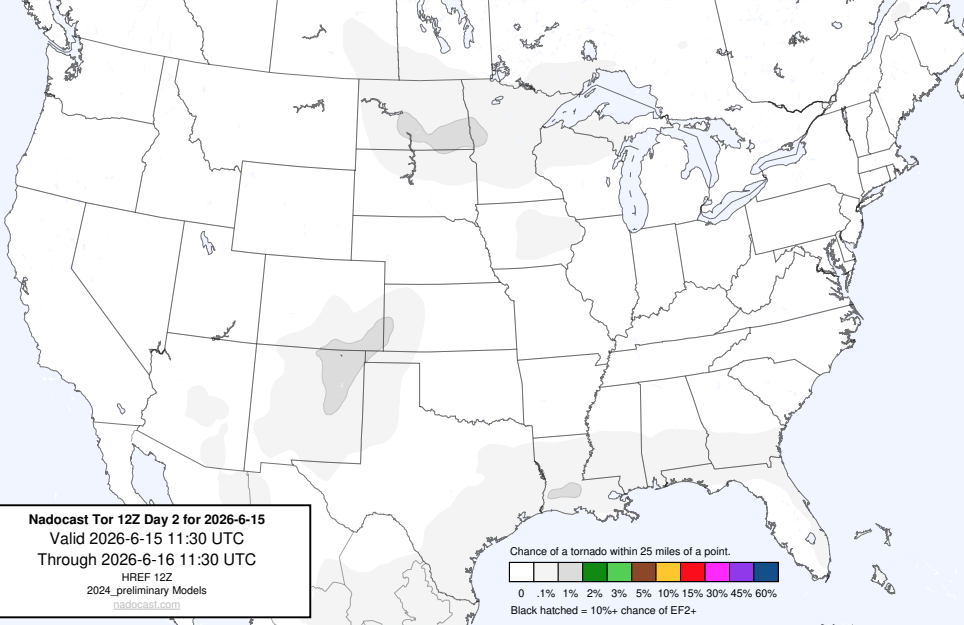 Nadocast Tor 12Z Day 2 for 2026-6-15
Valid 2026-6-15 11:30 UTC
Through 2026-6-16 11:30 UTC
HREF 12Z
2024_preliminary Models
nadocast.com
Chance of a tornado within 25 miles of a point.
0 .1% 1% 2% 3% 5% 10% 15% 30% 45% 60%
Black hatched = 10%+ chance of EF2+